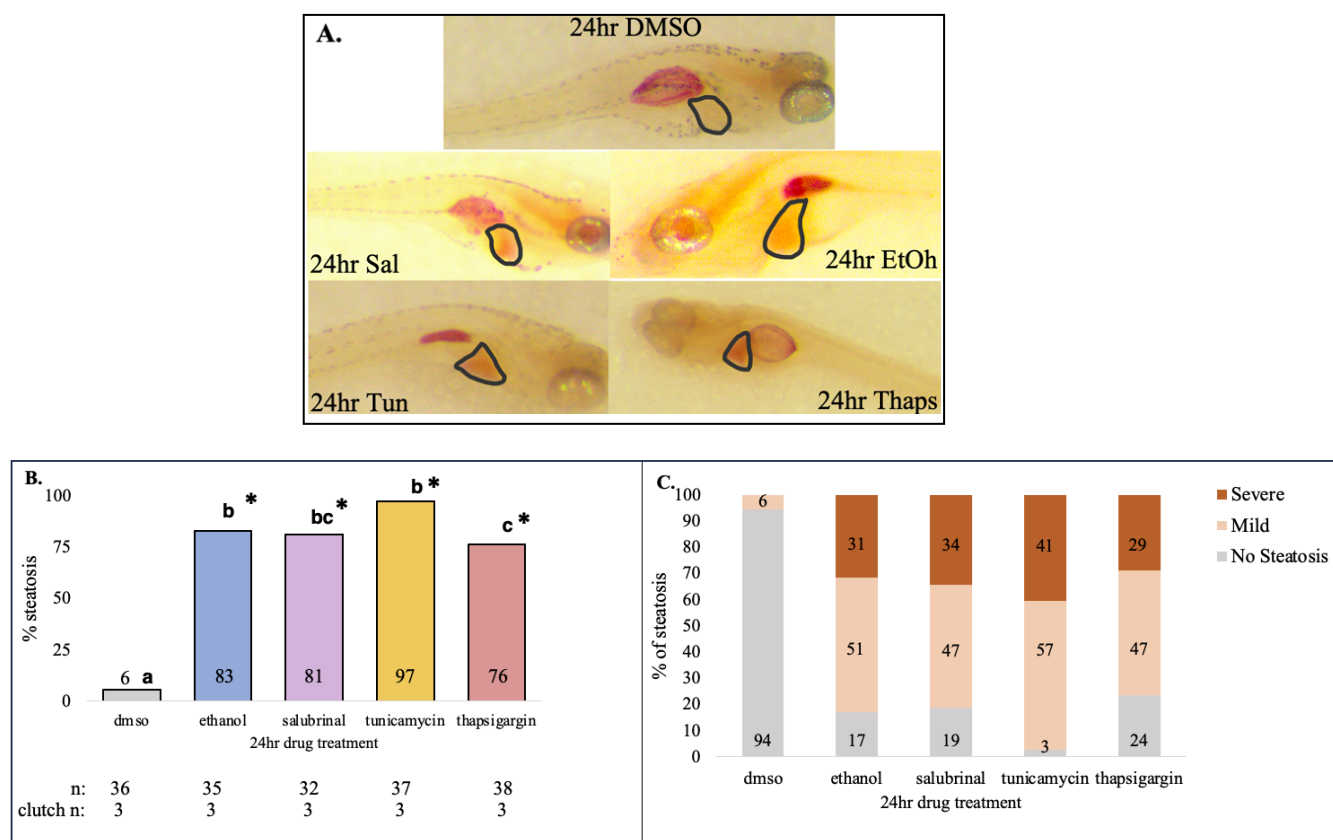 A.
24hr DMSO
24hr Sal
24hr EtOh
24hr Tun
24hr Thaps
B.
% steatosis
100
75
50
25
0
6 a
b *
83
bc *
81
b *
97
c *
76
dmso ethanol salubrinal tunicamycin thapsigargin
24hr drug treatment
n: 36 35 32 37 38
clutch n: 3 3 3 3 3
C.
% of steatosis
100
90
80
70
60
50
40
30
20
10
0
6
94
31
51
17
34
47
19
41
57
3
29
47
24
dmso ethanol salubrinal tunicamycin thapsigargin
24hr drug treatment
Severe
Mild
No Steatosis